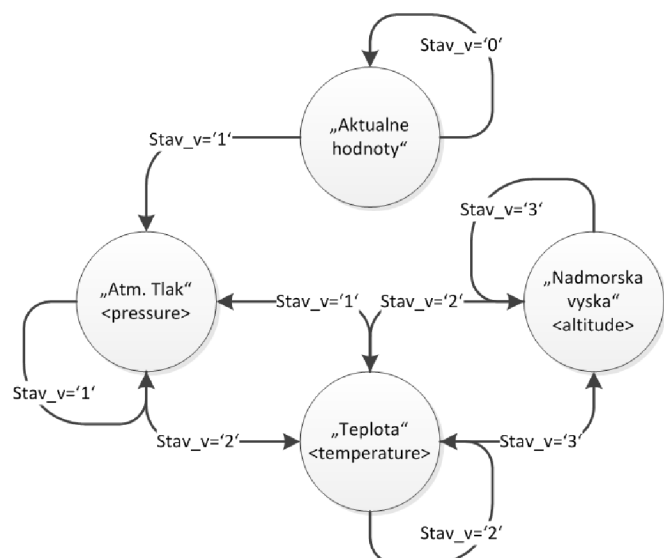 Stav_v=‘0‘
„Aktualne
hodnoty“
Stav_v=‘1‘
Stav_v=‘3‘
„Atm. Tlak“
<pressure>
Stav_v=‘1‘
Stav_v=‘2‘
„Nadmorska
vyska“
<altitude>
Stav_v=‘1‘
Stav_v=‘2‘
„Teplota“
<temperature>
Stav_v=‘3‘
Stav_v=‘2‘